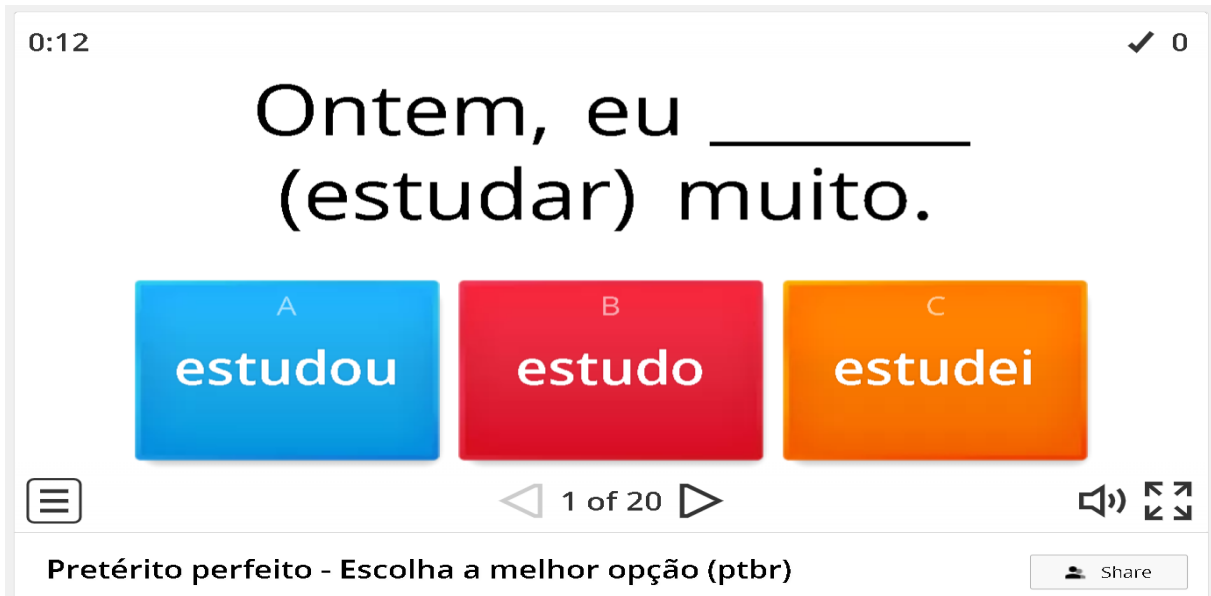 0:12
0
Ontem, eu _______
(estudar) muito.
A
estudou
B
estudo
C
estudei
1 of 20
Pretérito perfeito - Escolha a melhor opção (ptbr)
Share